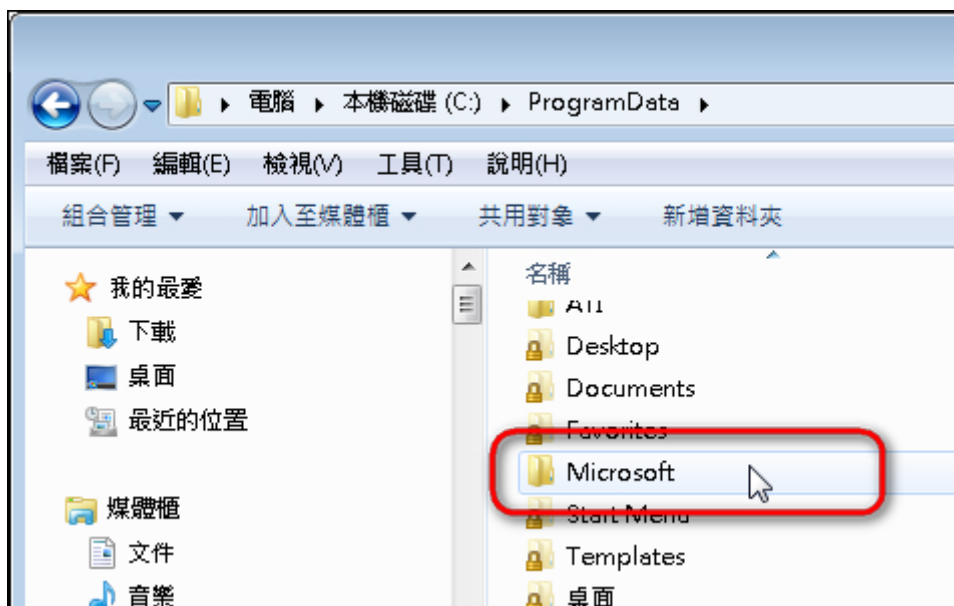 電腦 本機磁碟 (C:) ProgramData
檔案(F) 編輯(E) 檢視(V) 工具(T) 說明(H)
組合管理 加入至媒體櫃 共用對象 新增資料夾
我的最愛
下載
桌面
最近的位置
媒體櫃
文件
音樂
名稱
Desktop
Documents
Favorites
Microsoft
Start Menu
Templates
桌面